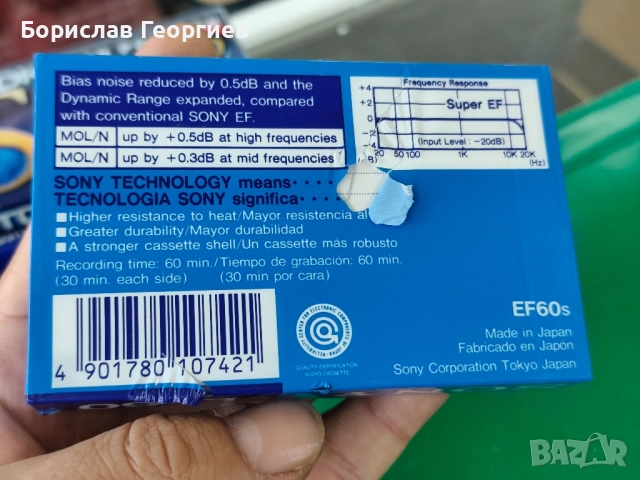 Борислав Георгиев
Bias noise reduced by 0.5dB and the
Dynamic Range expanded, compared
with conventional SONY EF.
MOL/N up by +0.5dB at high frequencies
MOL/N up by +0.3dB at mid frequencies
Frequency Response
+4
+2
0
-2
-4
(dB)
Super EF
(Input Level: -20dB)
20 50 100 1K 10K 20K
(Hz)
SONY TECHNOLOGY means · · · ·
TECNOLOGIA SONY significa · · ·
■Higher resistance to heat/Mayor resistencia al
■Greater durability/Mayor durabilidad
■A stronger cassette shell/Un cassette màs robusto
Recording time: 60 min./Tiempo de grabación: 60 min.
(30 min. each side) (30 min por cara)
4 901780 107421
QUALITY CERTIFICATION
AUDIO CASSETTE
EF60s
Made in Japan
Fabricado en Japón
Sony Corporation Tokyo Japan
BAZAR